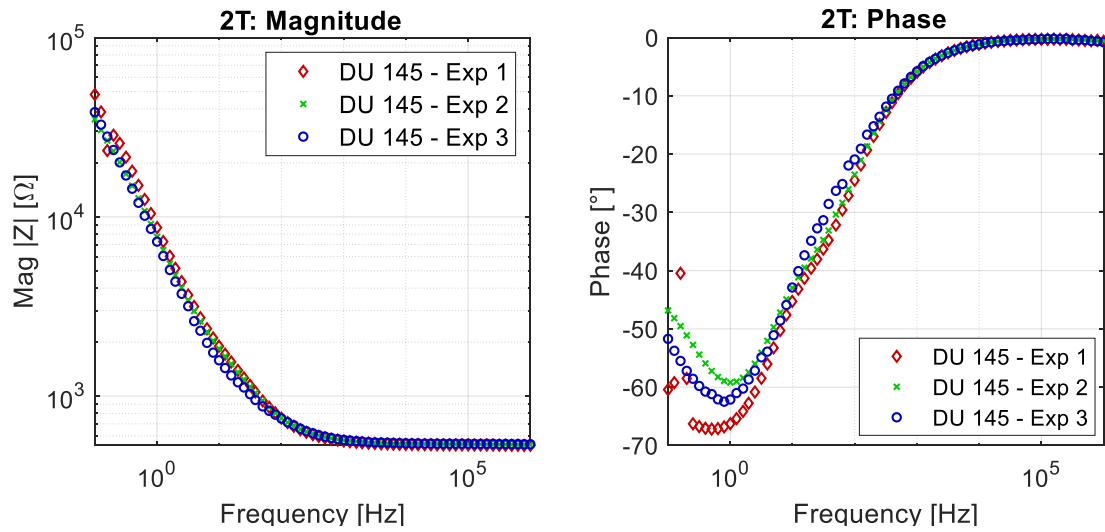 2T: Magnitude
10^5
10^4
10^3
Mag |Z| [Ω]
DU 145 - Exp 1
DU 145 - Exp 2
DU 145 - Exp 3
10^0
10^5
Frequency [Hz]
2T: Phase
0
-10
-20
-30
-40
-50
-60
-70
Phase [°]
DU 145 - Exp 1
DU 145 - Exp 2
DU 145 - Exp 3
10^0
10^5
Frequency [Hz]